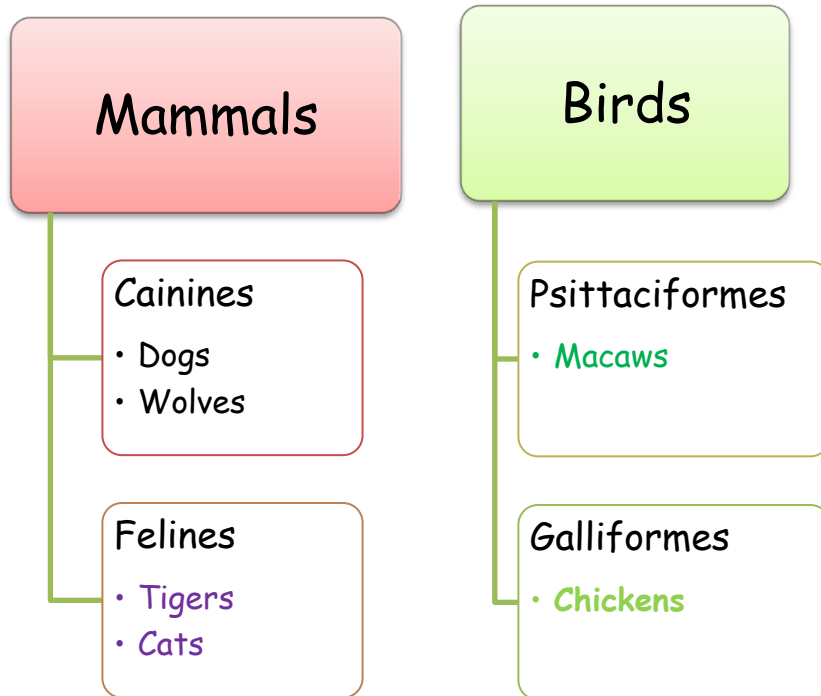 Mammals
Cainines
• Dogs
• Wolves
Felines
• Tigers
• Cats
Birds
Psittaciformes
• Macaws
Galliformes
• Chickens